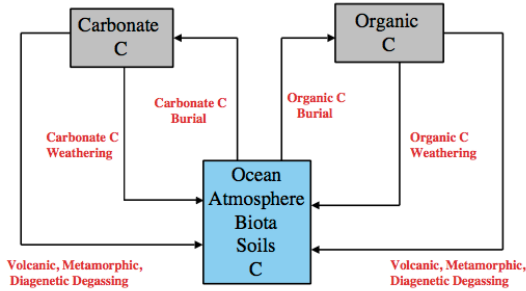 Carbonate
C
Organic
C
Carbonate C
Burial
Organic C
Burial
Carbonate C
Weathering
Organic C
Weathering
Ocean
Atmosphere
Biota
Soils
C
Volcanic, Metamorphic,
Diagenetic Degassing
Volcanic, Metamorphic,
Diagenetic Degassing